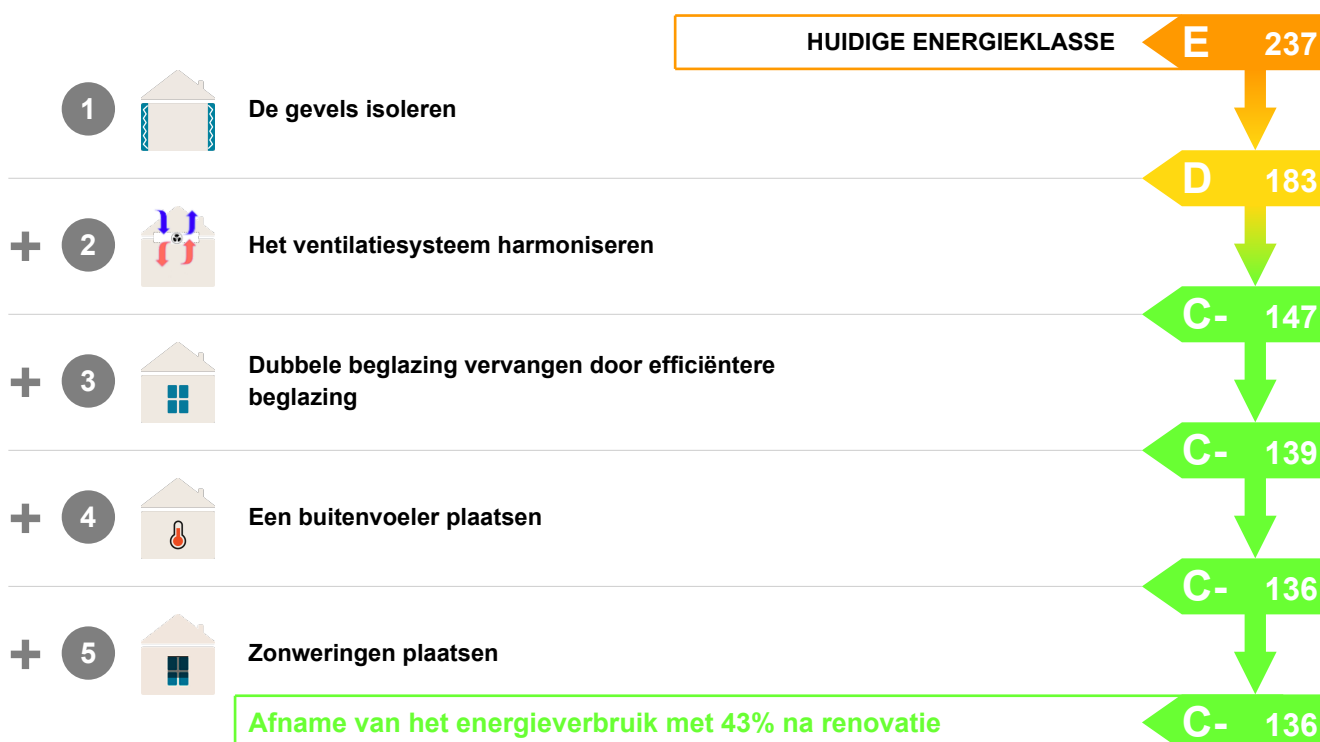 HUIDIGE ENERGIEKLASSE E 237
1 De gevels isoleren
D 183
+ 2 Het ventilatiesysteem harmoniseren
C- 147
+ 3 Dubbele beglazing vervangen door efficiëntere
beglazing
C- 139
+ 4 Een buitenvoeler plaatsen
C- 136
+ 5 Zonweringen plaatsen
Afname van het energieverbruik met 43% na renovatie C- 136